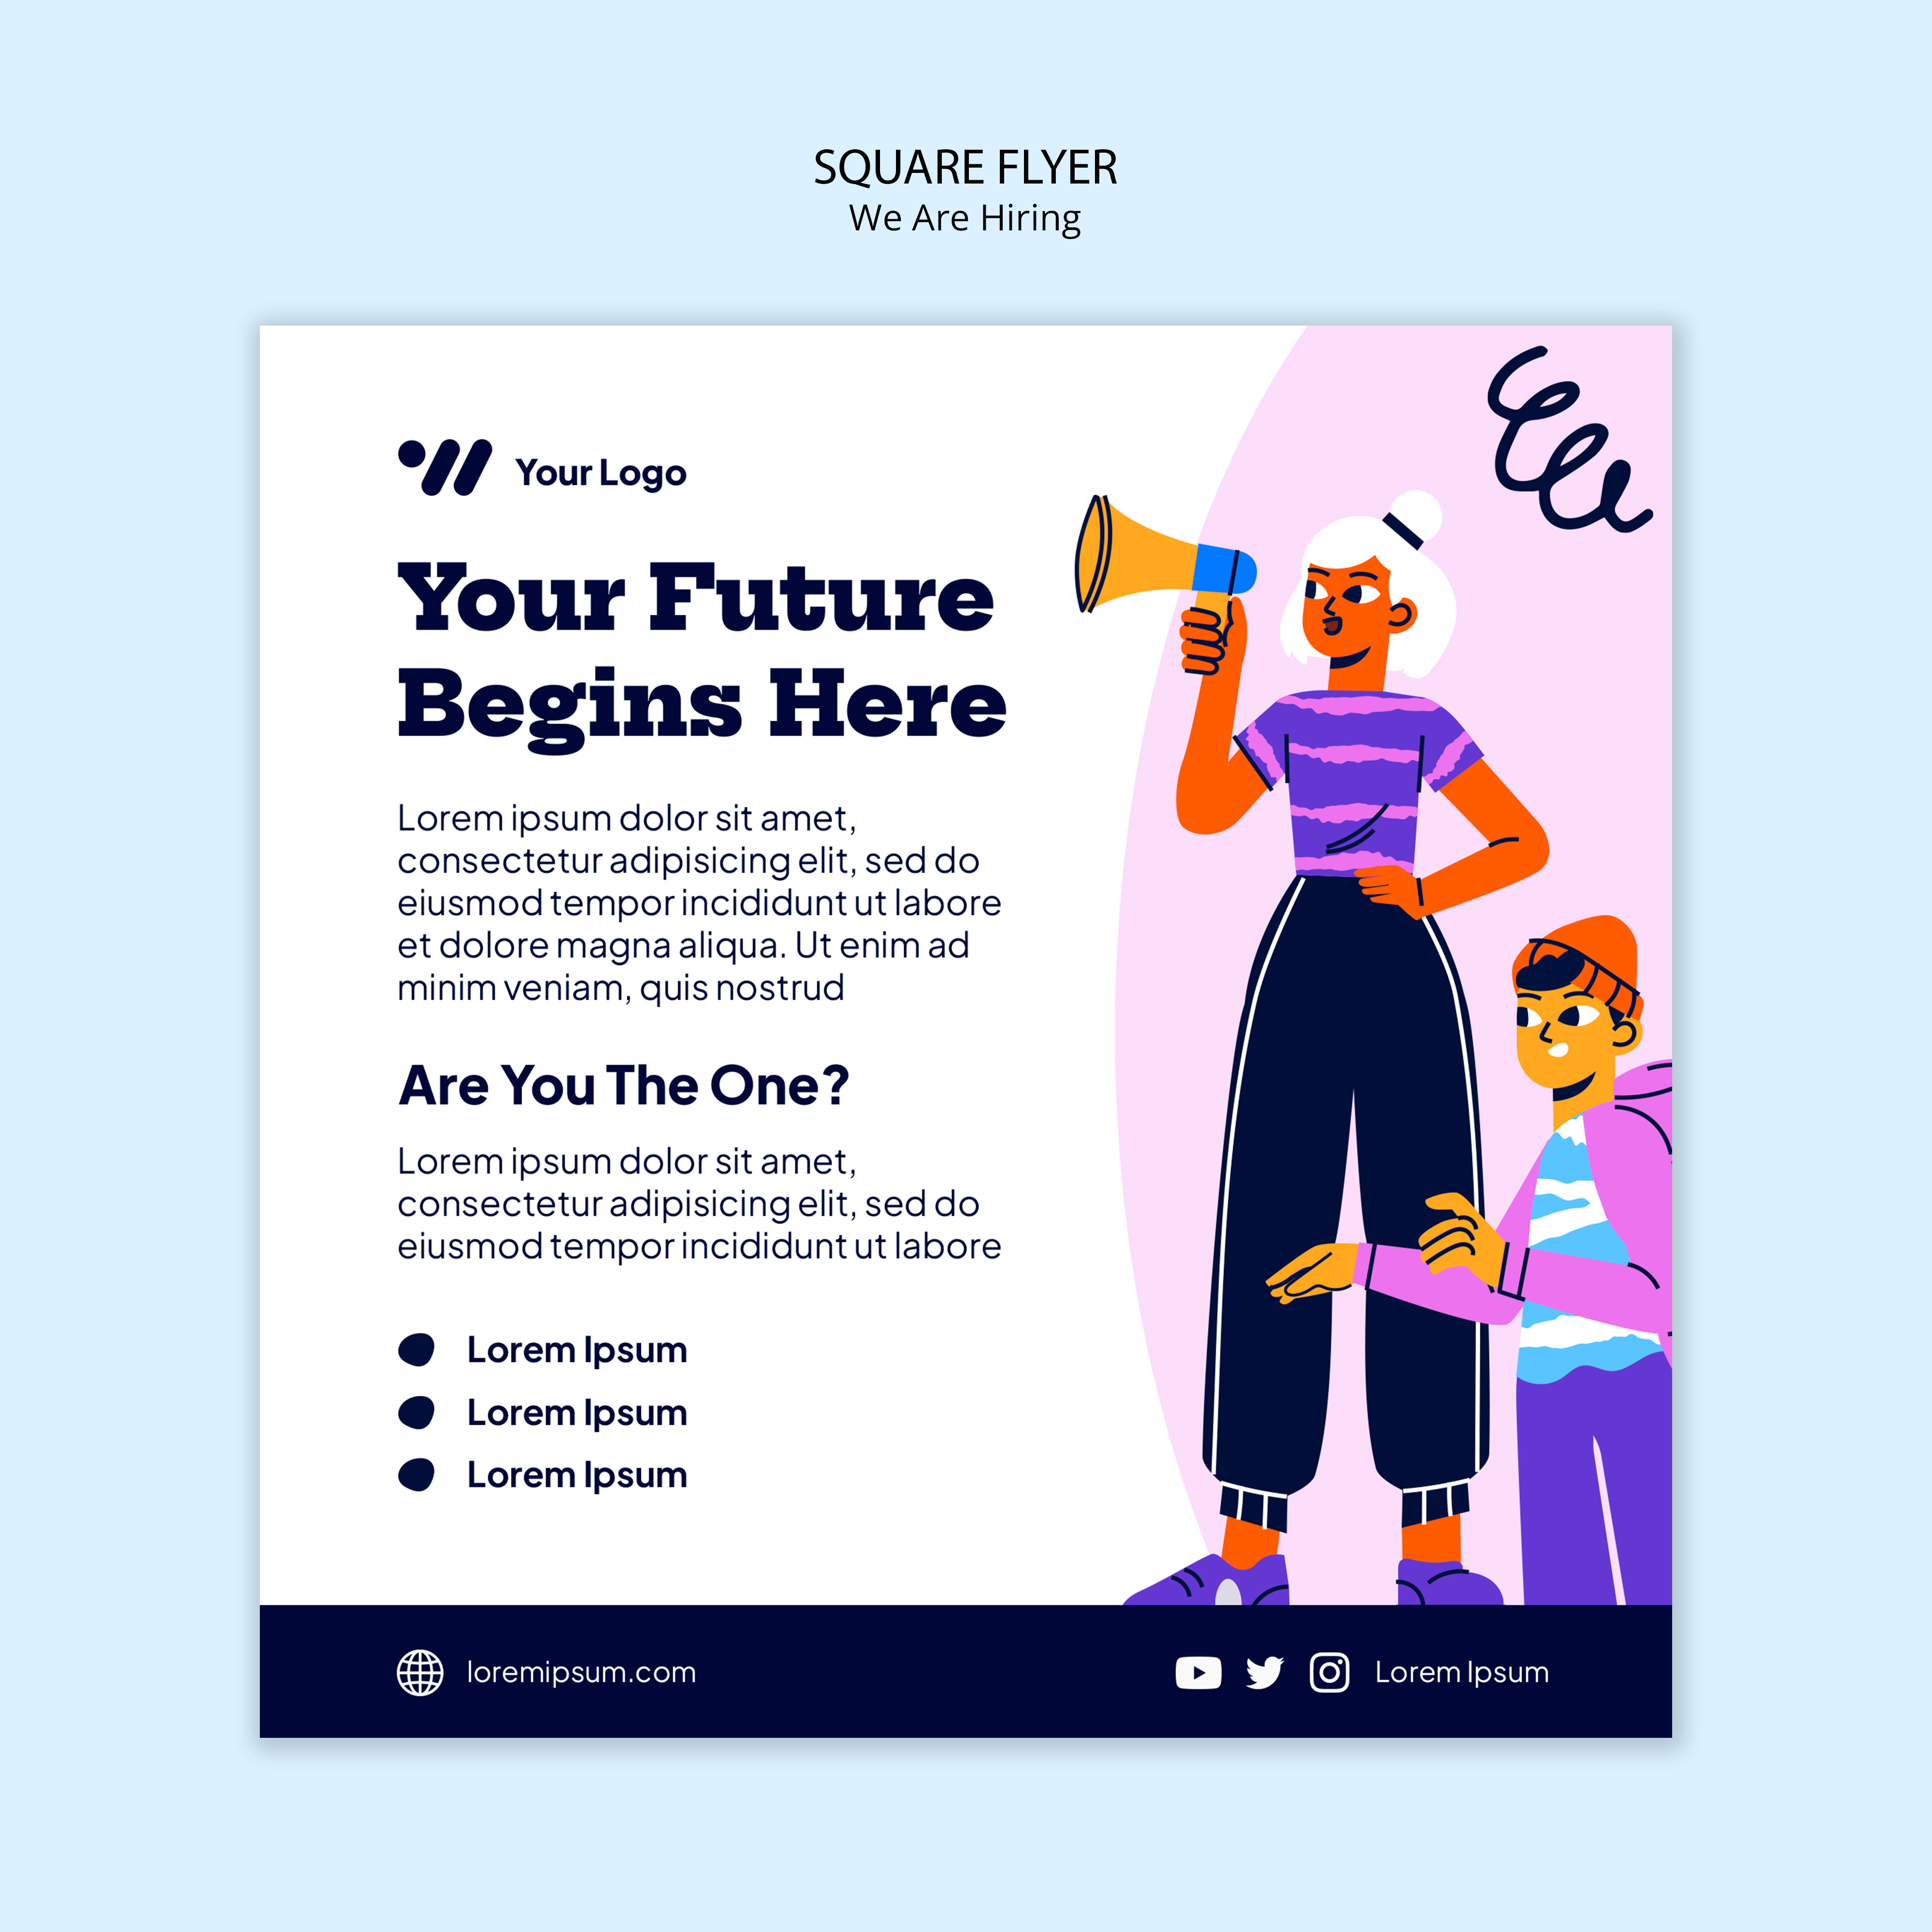 SQUARE FLYER
We Are Hiring
Your Logo
Your Future
Begins Here
Lorem ipsum dolor sit amet,
consectetur adipisicing elit, sed do
eiusmod tempor incididunt ut labore
et dolore magna aliqua. Ut enim ad
minim veniam, quis nostrud
Are You The One?
Lorem ipsum dolor sit amet,
consectetur adipisicing elit, sed do
eiusmod tempor incididunt ut labore
Lorem Ipsum
Lorem Ipsum
Lorem Ipsum
loremipsum.com
Lorem Ipsum